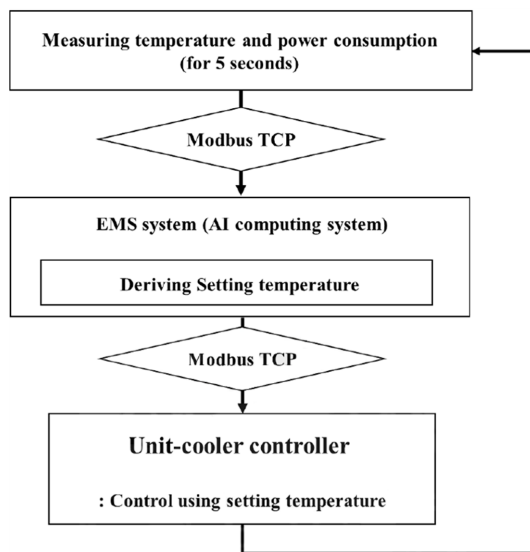 Measuring temperature and power consumption
(for 5 seconds)
Modbus TCP
EMS system (AI computing system)
Deriving Setting temperature
Modbus TCP
Unit-cooler controller
: Control using setting temperature